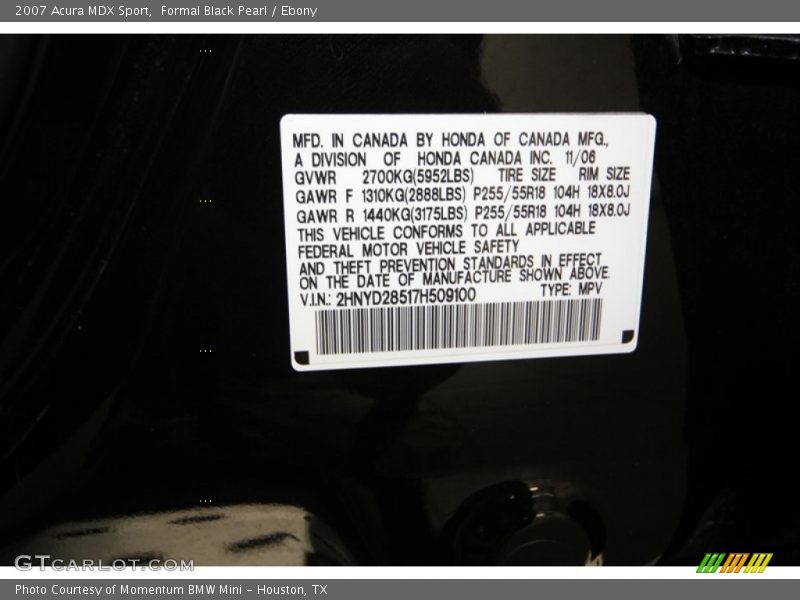 2007 Acura MDX Sport,  Formal Black Pearl / Ebony
MFD. IN CANADA BY HONDA OF CANADA MFG.,
A DIVISION OF HONDA CANADA INC. 11/06
GVWR 2700KG(5952LBS) TIRE SIZE RIM SIZE
GAWR F 1310KG(2888LBS) P255/55R18 104H 18X8.0J
GAWR R 1440KG(3175LBS) P255/55R18 104H 18X8.0J
THIS VEHICLE CONFORMS TO ALL APPLICABLE
FEDERAL MOTOR VEHICLE SAFETY
AND THEFT PREVENTION STANDARDS IN EFFECT
ON THE DATE OF MANUFACTURE SHOWN ABOVE.
V.I.N.: 2HNYD28517H509100 TYPE: MPV
GTCARLOT.COM
Photo Courtesy of Momentum BMW Mini - Houston, TX